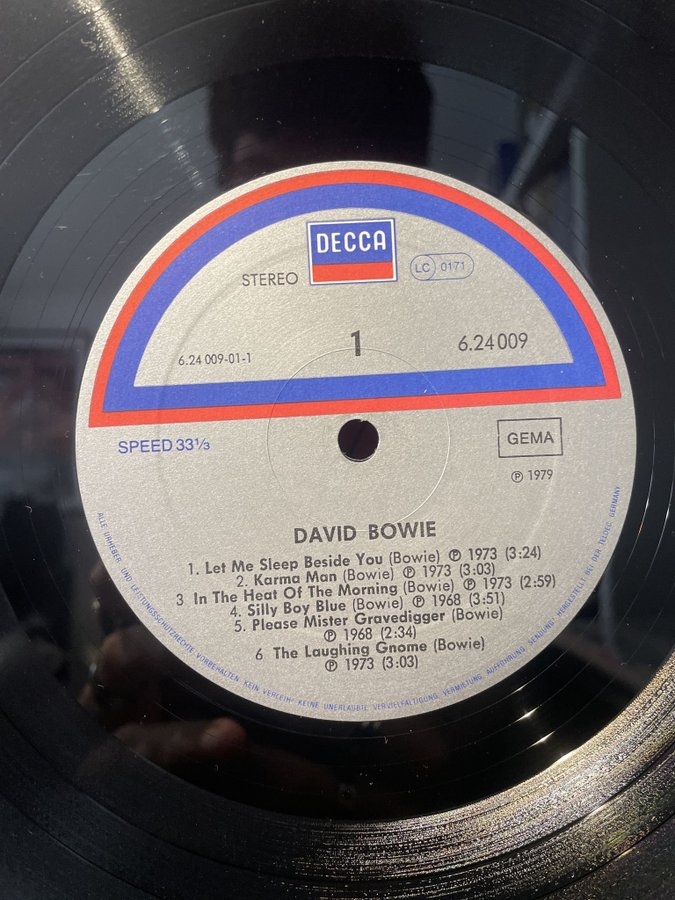 DECCA
STEREO
LC 0171
1
6.24 009-01-1
6.24 009
SPEED 33⅓
GEMA
℗ 1979
DAVID BOWIE
1. Let Me Sleep Beside You (Bowie) ℗ 1973 (3:24)
2. Karma Man (Bowie) ℗ 1973 (3:03)
3 In The Heat Of The Morning (Bowie) ℗ 1973 (2:59)
4. Silly Boy Blue (Bowie) ℗ 1968 (3:51)
5. Please Mister Gravedigger (Bowie)
℗ 1968 (2:34)
6 The Laughing Gnome (Bowie)
℗ 1973 (3:03)
ALLE URHEBER- UND LEISTUNGSSCHUTZRECHTE VORBEHALTEN. KEIN VERLEIH! KEINE UNERLAUBTE VERVIELFÄLTIGUNG, VERMIETUNG, AUFFÜHRUNG, SENDUNG! HERGESTELLT BEI DER TELDEC GERMANY